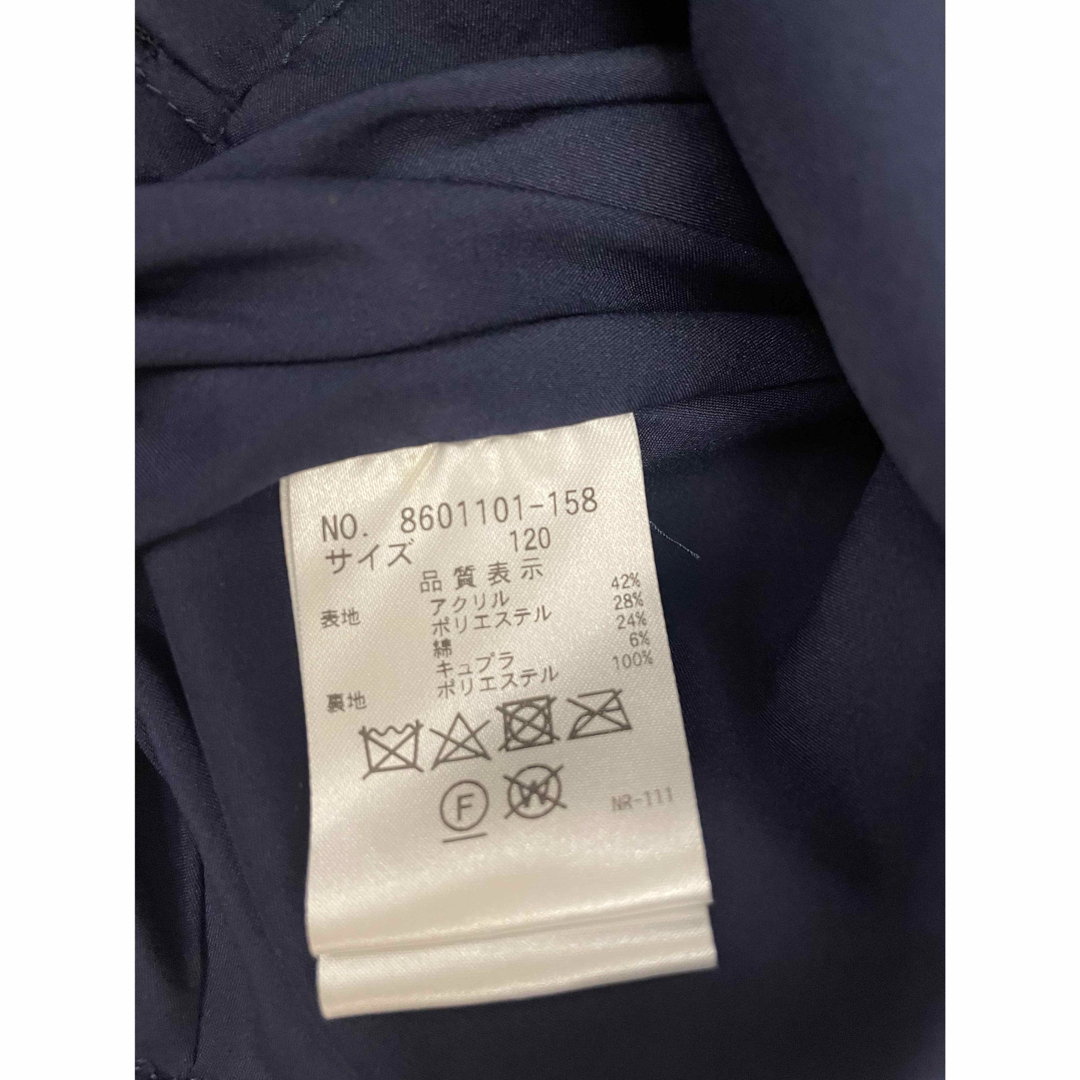 NO. 8601101-158
サイズ 120
品質表示
表地 アクリル 42%
ポリエステル 28%
綿 24%
キュプラ 6%
裏地 ポリエステル 100%
F W
NR-111